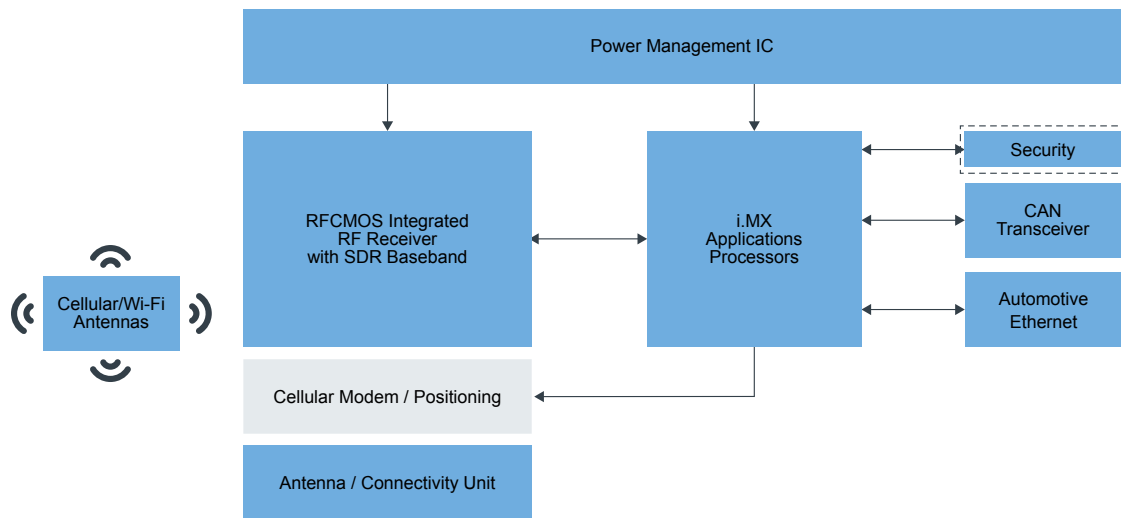 Power Management IC
RFCMOS Integrated
RF Receiver
with SDR Baseband
i.MX
Applications
Processors
Security
CAN
Transceiver
Automotive
Ethernet
Cellular/Wi-Fi
Antennas
Cellular Modem / Positioning
Antenna / Connectivity Unit